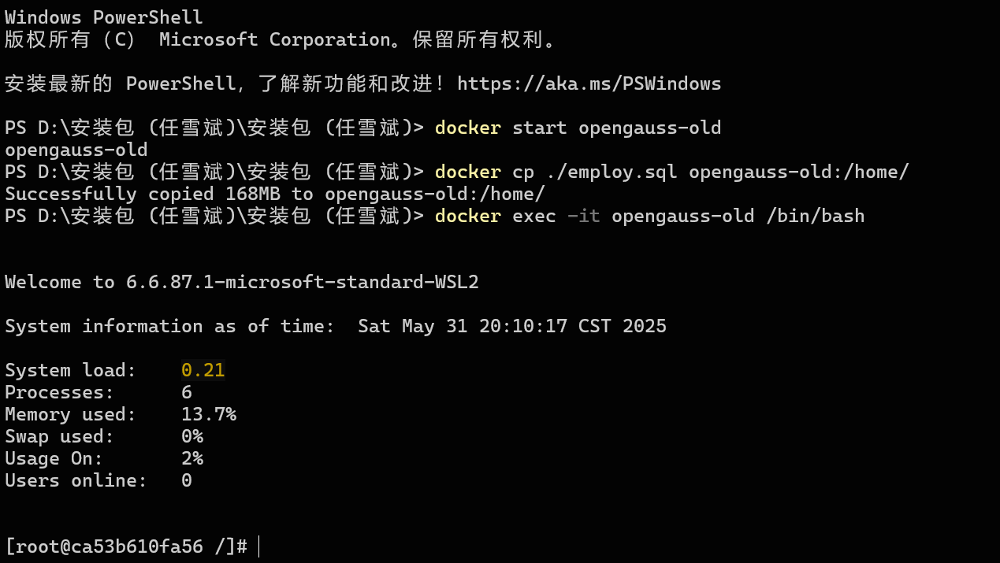 Windows PowerShell
版权所有（C） Microsoft Corporation。保留所有权利。
安装最新的 PowerShell，了解新功能和改进！https://aka.ms/PSWindows
PS D:\安装包 (任雪斌)\安装包 (任雪斌)> docker start opengauss-old
opengauss-old
PS D:\安装包 (任雪斌)\安装包 (任雪斌)> docker cp ./employ.sql opengauss-old:/home/
Successfully copied 168MB to opengauss-old:/home/
PS D:\安装包 (任雪斌)\安装包 (任雪斌)> docker exec -it opengauss-old /bin/bash
Welcome to 6.6.87.1-microsoft-standard-WSL2
System information as of time:  Sat May 31 20:10:17 CST 2025
System load:    0.21
Processes:      6
Memory used:    13.7%
Swap used:      0%
Usage On:       2%
Users online:   0
[root@ca53b610fa56 /]#